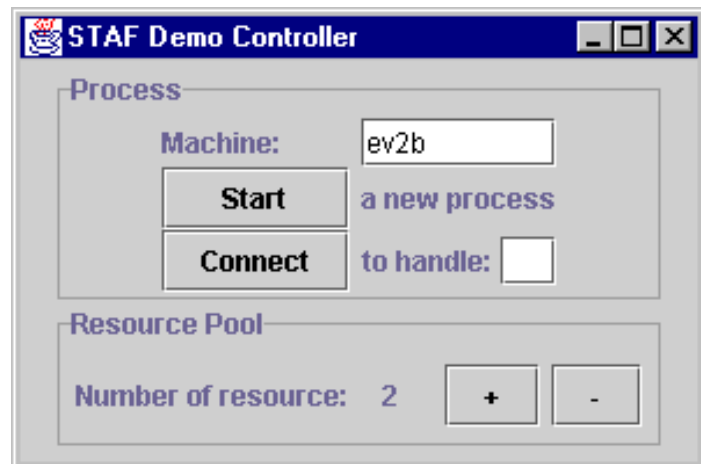 STAF Demo Controller
Process
Machine: ev2b
Start a new process
Connect to handle:
Resource Pool
Number of resource: 2 + -